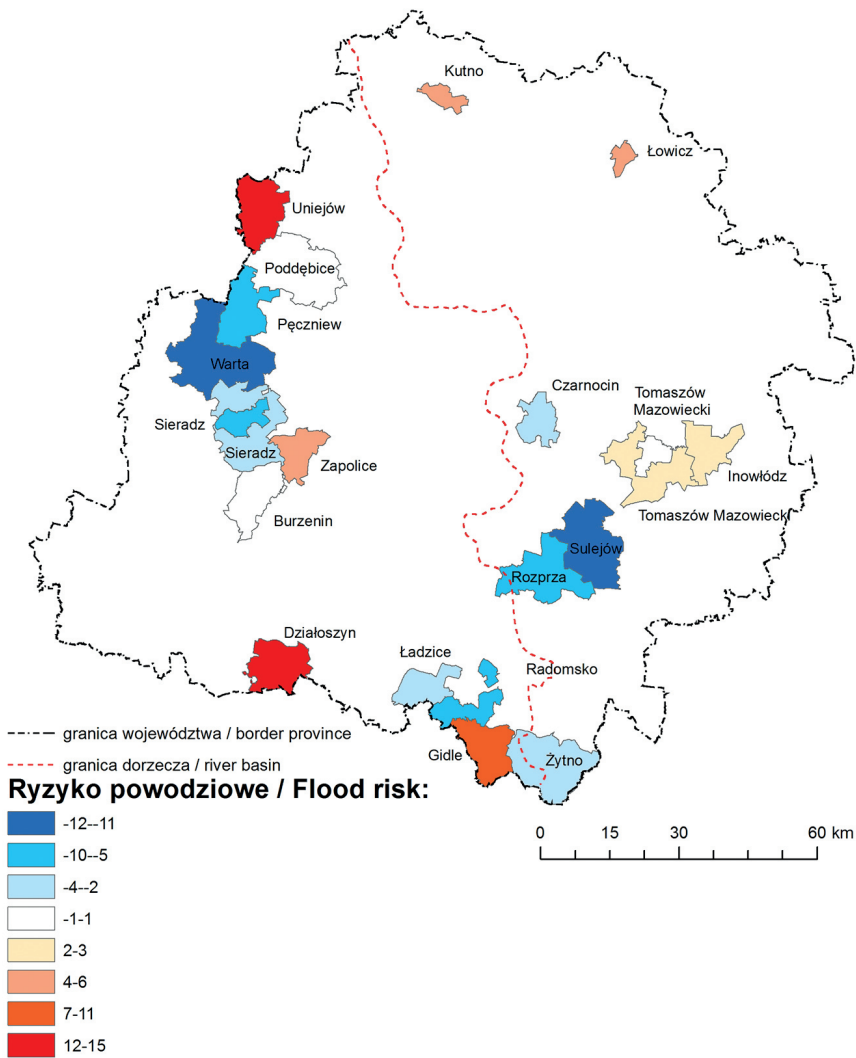 Kutno
Łowicz
Uniejów
Poddębice
Pęczniew
Warta
Czarnocin
Tomaszów
Mazowiecki
Sieradz
Sieradz
Zapolice
Inowłódz
Burzenin
Tomaszów Mazowiecki
Sulejów
Rozprza
Działoszyn
Ładzice
Radomsko
Gidle
Żytno
granica województwa / border province
granica dorzecza / river basin
Ryzyko powodziowe / Flood risk:
-12--11
-10--5
-4--2
-1-1
2-3
4-6
7-11
12-15
0 15 30 60 km